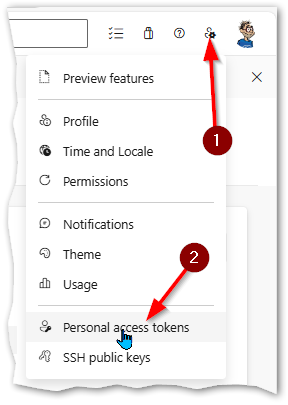 1
Preview features
Profile
Time and Locale
Permissions
Notifications
Theme
2
Usage
Personal access tokens
SSH public keys